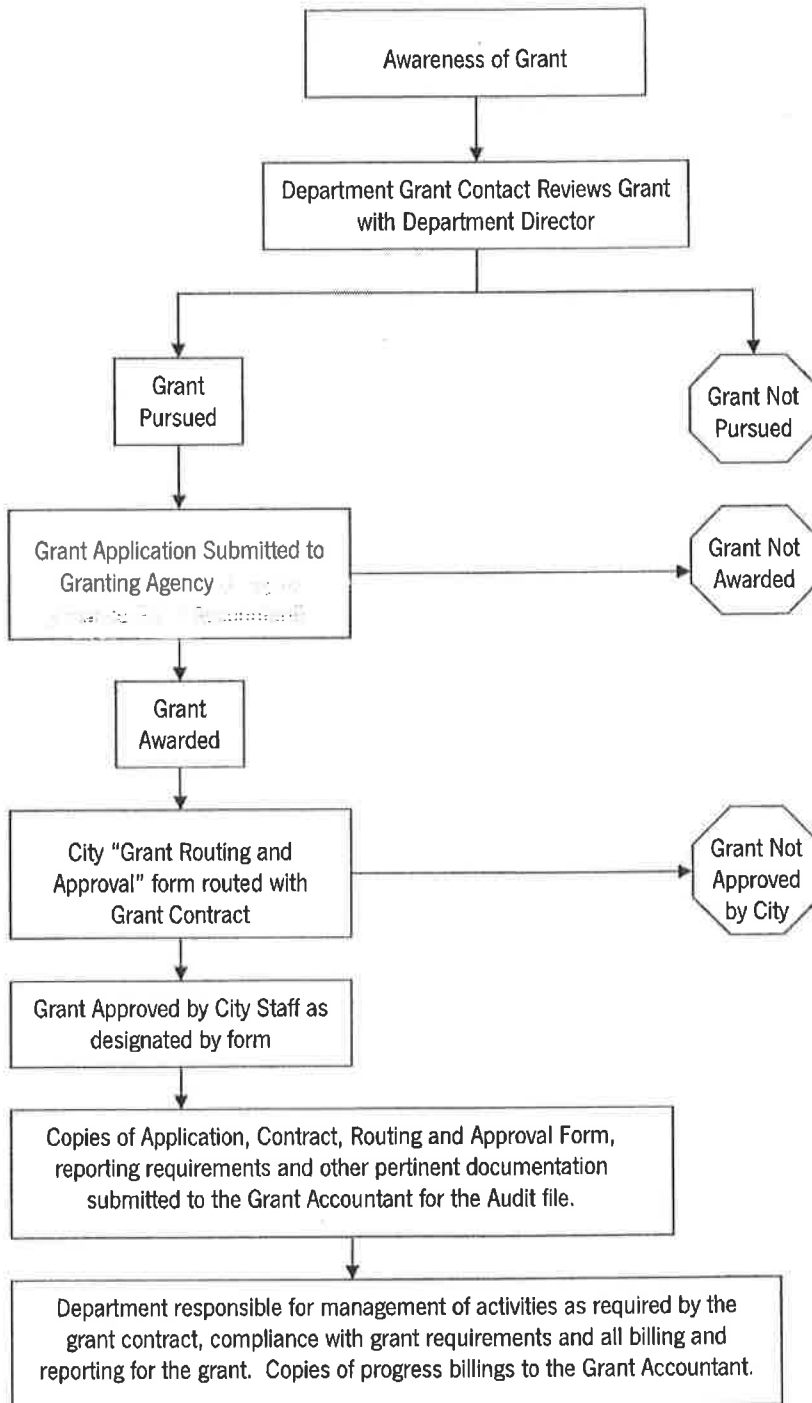 Awareness of Grant
Department Grant Contact Reviews Grant
with Department Director
Grant
Pursued
Grant Not
Pursued
Grant Application Submitted to
Granting Agency
Grant Not
Awarded
Grant
Awarded
City “Grant Routing and
Approval” form routed with
Grant Contract
Grant Not
Approved
by City
Grant Approved by City Staff as
designated by form
Copies of Application, Contract, Routing and Approval Form,
reporting requirements and other pertinent documentation
submitted to the Grant Accountant for the Audit file.
Department responsible for management of activities as required by the
grant contract, compliance with grant requirements and all billing and
reporting for the grant. Copies of progress billings to the Grant Accountant.